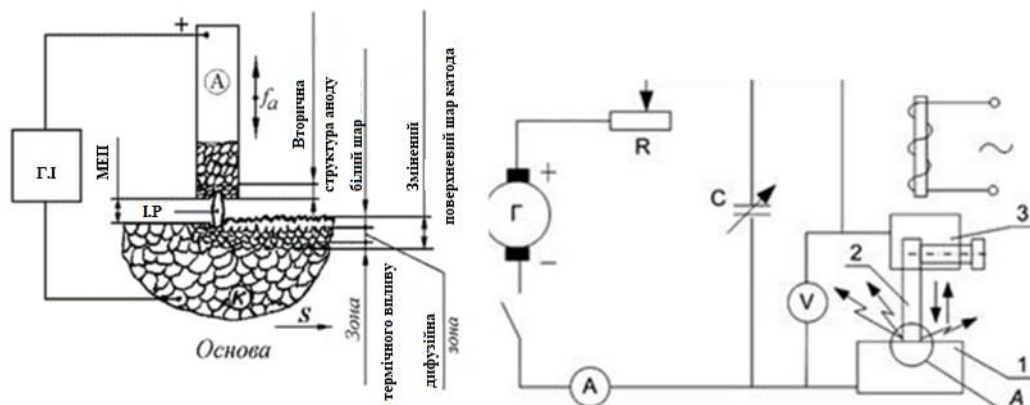 +
А
fа
Г.І
МЕП
І.Р
К
S
Основа
Вторична
структура аноду
білий шар
Змінений
поверхневий шар катода
Зона
термічного впливу
дифузійна
зона
R
+
Г
–
C
V
A
~
3
2
1
А